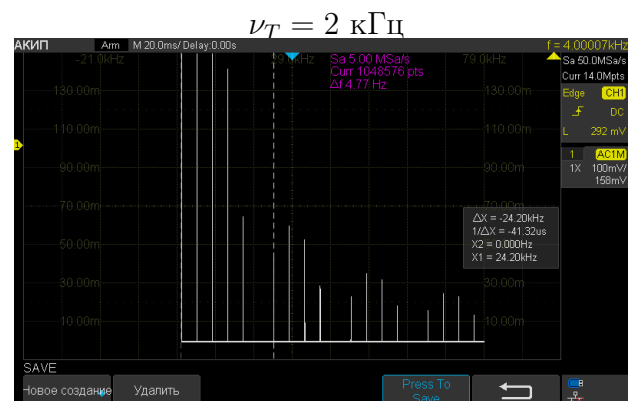 ν_T = 2 кГц
АКИП Arm M 20.0ms/ Delay:0.00s f = 4.00007kHz
-21.0kHz 29.0kHz Sa 5.00 MSa/s 79.0kHz Sa 50.0MSa/s
Curr 1048576 pts Curr 14.0Mpts
Δf 4.77 Hz
130.00m 130.00m Edge CH1
110.00m 110.00m DC
1 L 292 mV
90.00m 90.00m 1 AC1M
1X 100mV/
158mV
70.00m 70.00m
ΔX = -24.20kHz
1/ΔX = -41.32us
X2 = 0.000Hz
X1 = 24.20kHz
50.00m 50.00m
30.00m 30.00m
10.00m 10.00m
SAVE
Новое создание Удалить Press To
Save